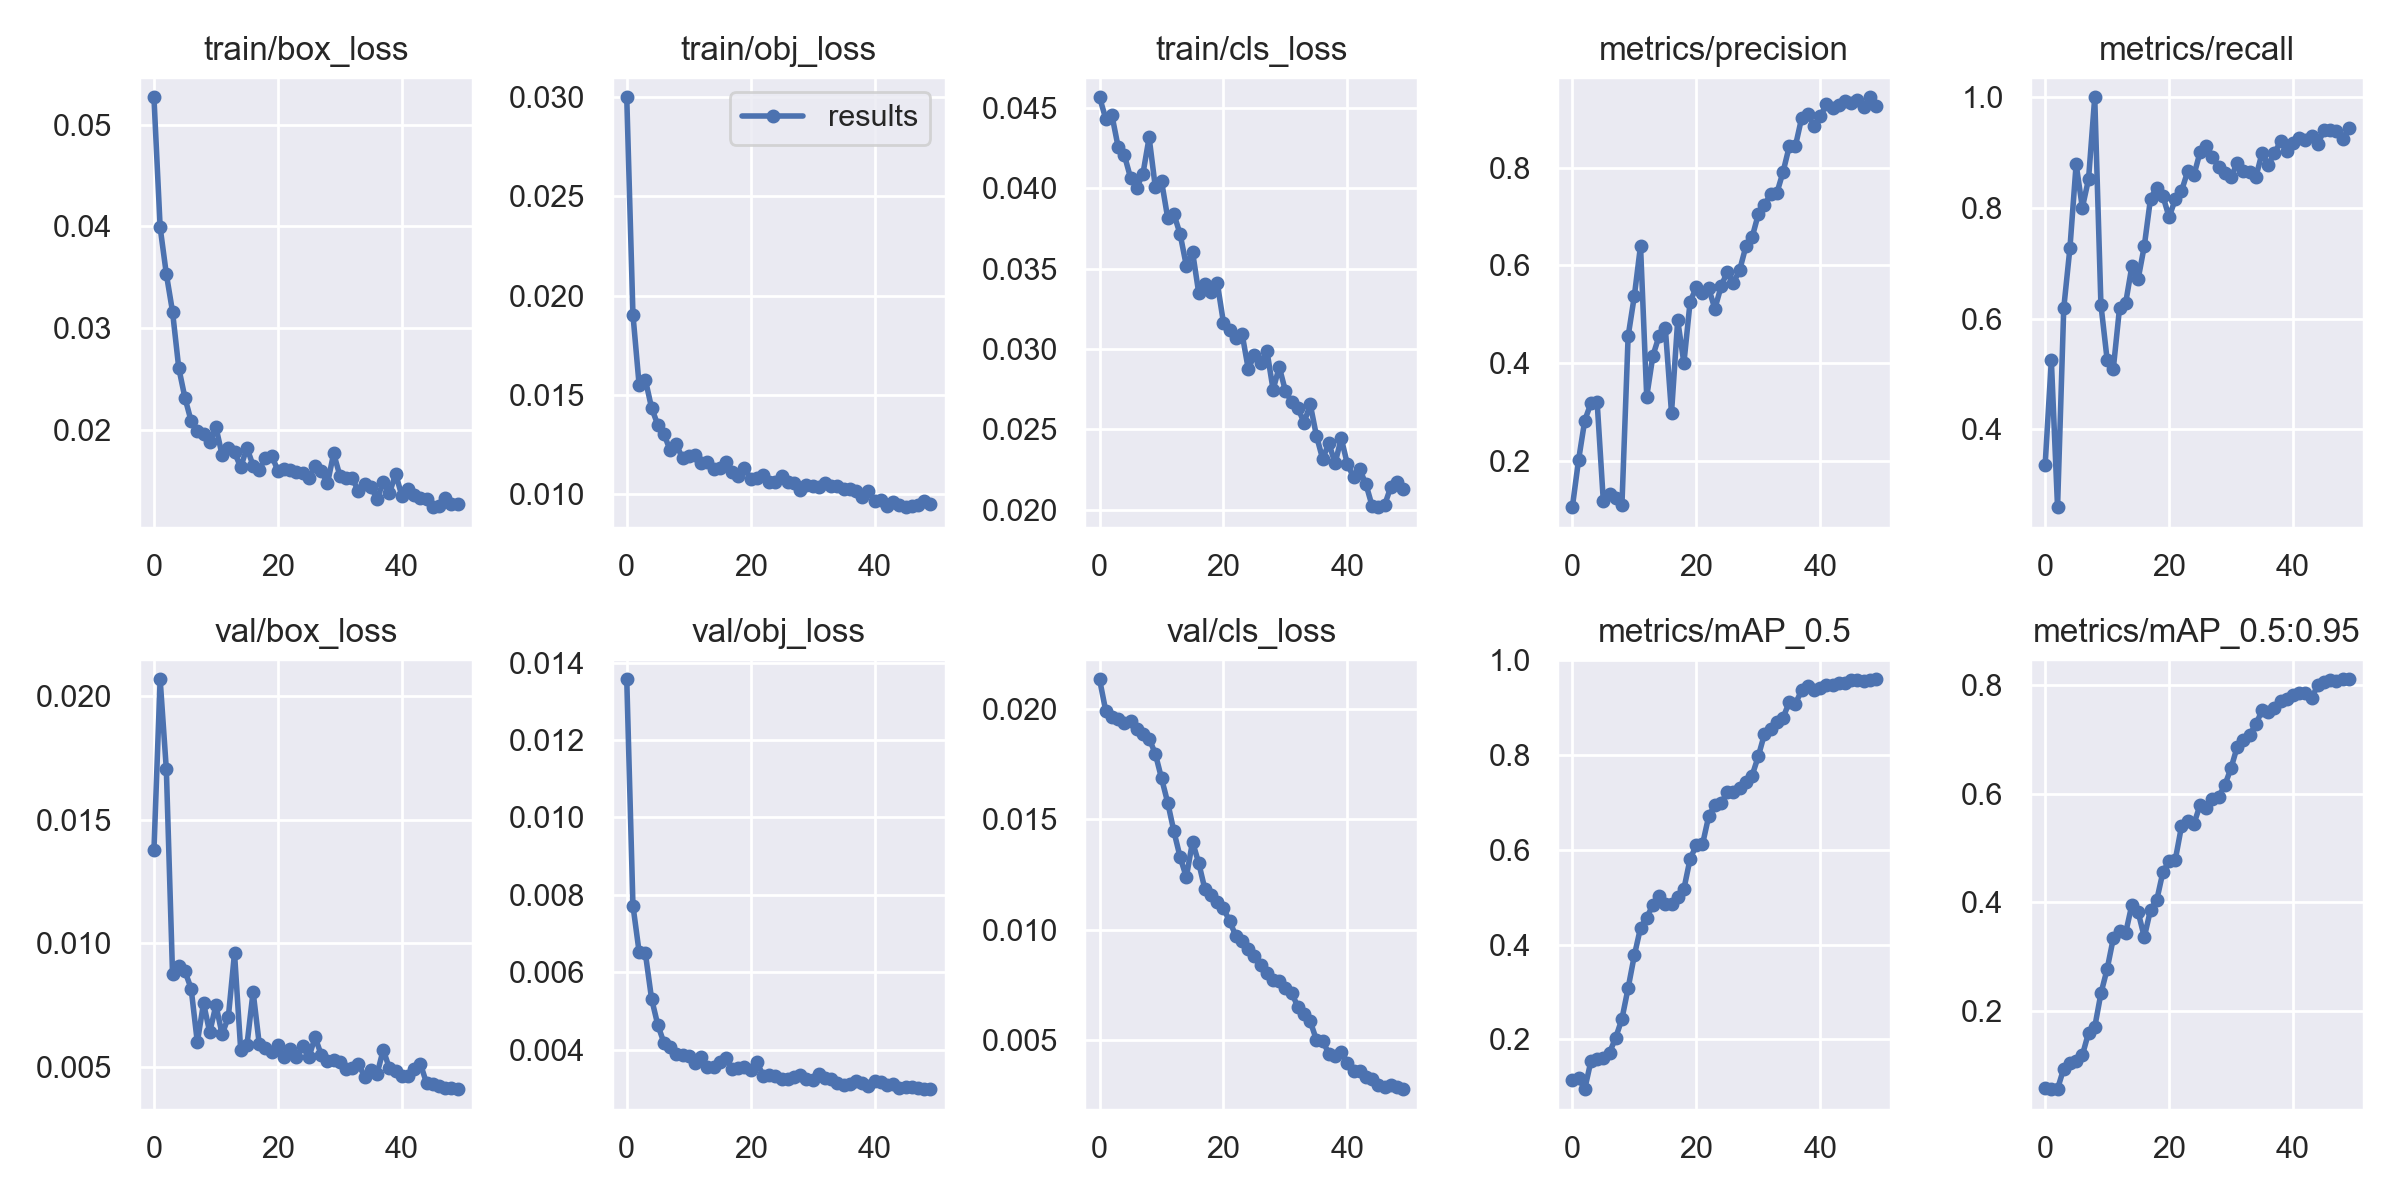 train/box_loss
0.05
0.04
0.03
0.02
0 20 40
train/obj_loss
results
0.030
0.025
0.020
0.015
0.010
0 20 40
train/cls_loss
0.045
0.040
0.035
0.030
0.025
0.020
0 20 40
metrics/precision
0.8
0.6
0.4
0.2
0 20 40
metrics/recall
1.0
0.8
0.6
0.4
0 20 40
val/box_loss
0.020
0.015
0.010
0.005
0 20 40
val/obj_loss
0.014
0.012
0.010
0.008
0.006
0.004
0 20 40
val/cls_loss
0.020
0.015
0.010
0.005
0 20 40
metrics/mAP_0.5
1.0
0.8
0.6
0.4
0.2
0 20 40
metrics/mAP_0.5:0.95
0.8
0.6
0.4
0.2
0 20 40